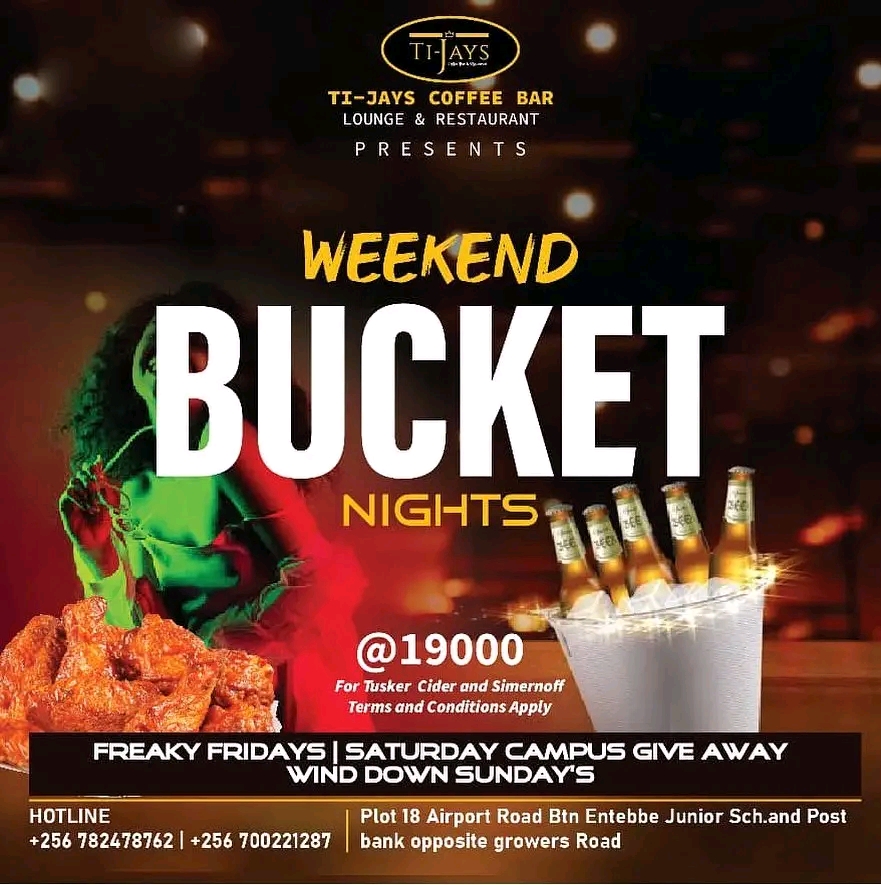 TI-JAYS
TI-JAYS COFFEE BAR
LOUNGE & RESTAURANT
PRESENTS
WEEKEND
BUCKET
NIGHTS
@19000
For Tusker Cider and Simernoff
Terms and Conditions Apply
FREAKY FRIDAYS | SATURDAY CAMPUS GIVE AWAY
WIND DOWN SUNDAY'S
HOTLINE
+256 782478762 | +256 700221287
Plot 18 Airport Road Btn Entebbe Junior Sch.and Post
bank opposite growers Road